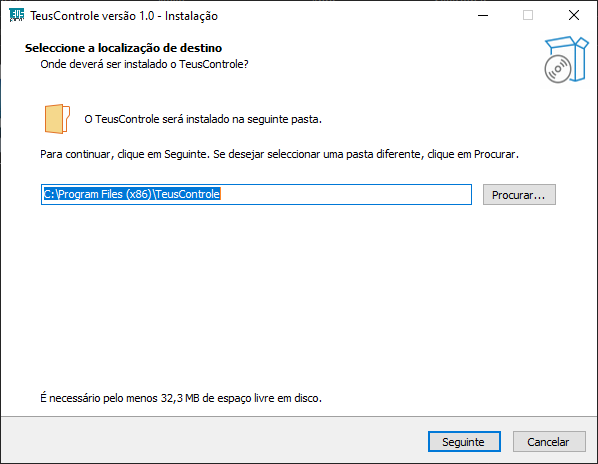 TeusControle versão 1.0 - Instalação
Seleccione a localização de destino
Onde deverá ser instalado o TeusControle?
O TeusControle será instalado na seguinte pasta.
Para continuar, clique em Seguinte. Se desejar seleccionar uma pasta diferente, clique em Procurar.
C:\Program Files (x86)\TeusControle
Procurar...
É necessário pelo menos 32,3 MB de espaço livre em disco.
Seguinte
Cancelar